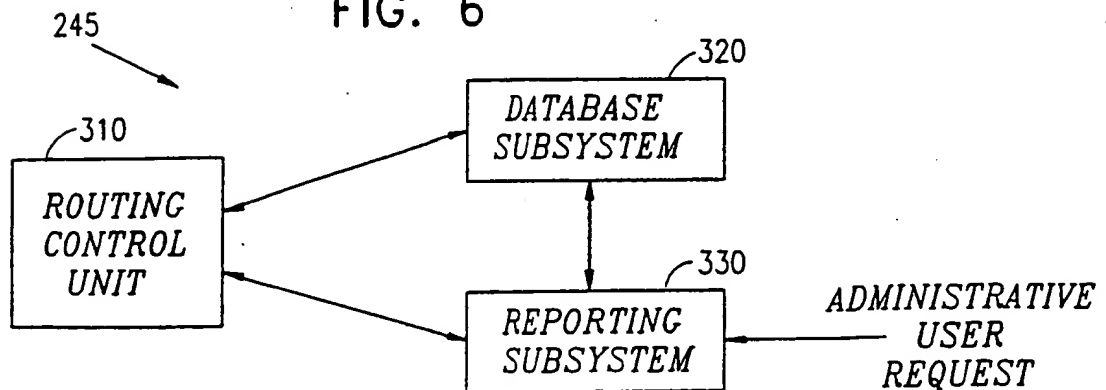 FIG. 6
245
320
DATABASE
SUBSYSTEM
310
ROUTING
CONTROL
UNIT
330
REPORTING
SUBSYSTEM
ADMINISTRATIVE
USER
REQUEST